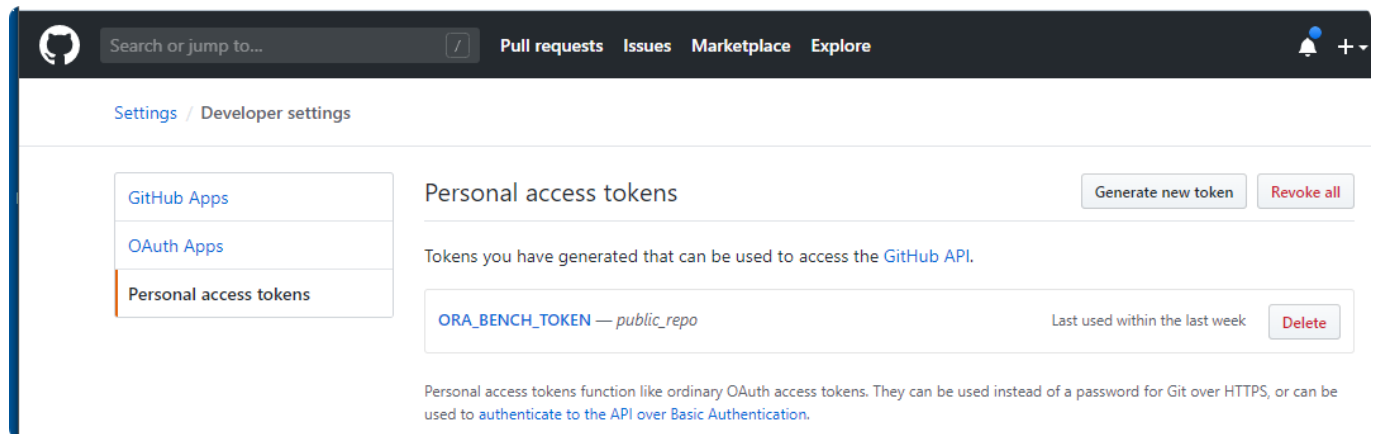 Search or jump to... /
Pull requests Issues Marketplace Explore
Settings / Developer settings
GitHub Apps
OAuth Apps
Personal access tokens
Personal access tokens
Generate new token Revoke all
Tokens you have generated that can be used to access the GitHub API.
ORA_BENCH_TOKEN — public_repo Last used within the last week Delete
Personal access tokens function like ordinary OAuth access tokens. They can be used instead of a password for Git over HTTPS, or can be
used to authenticate to the API over Basic Authentication.